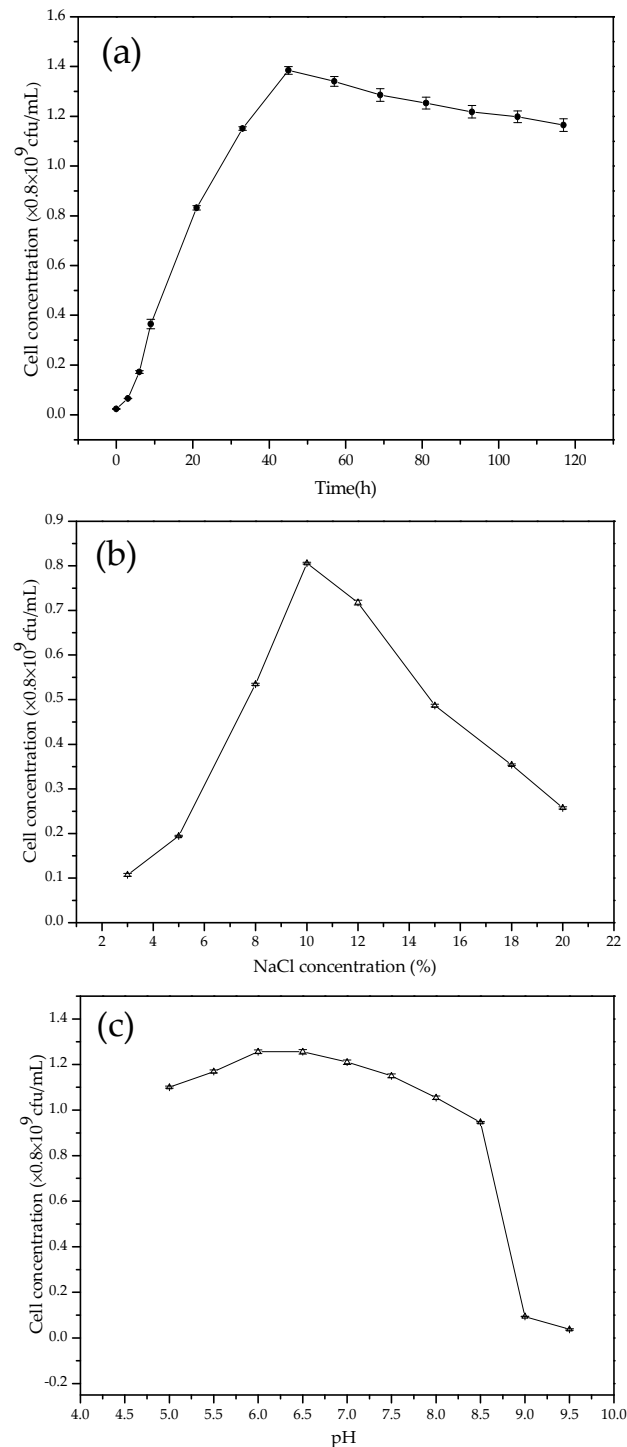 (a)
Cell concentration (×0.8×10⁹ cfu/mL)
1.6
1.4
1.2
1.0
0.8
0.6
0.4
0.2
0.0
0 20 40 60 80 100 120
Time(h)
(b)
Cell concentration (×0.8×10⁹ cfu/mL)
0.9
0.8
0.7
0.6
0.5
0.4
0.3
0.2
0.1
0.0
2 4 6 8 10 12 14 16 18 20 22
NaCl concentration (%)
(c)
Cell concentration (×0.8×10⁹ cfu/mL)
1.4
1.2
1.0
0.8
0.6
0.4
0.2
0.0
-0.2
4.0 4.5 5.0 5.5 6.0 6.5 7.0 7.5 8.0 8.5 9.0 9.5 10.0
pH